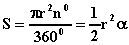 S = πr²n⁰ / 360⁰ = 1/2 r² α